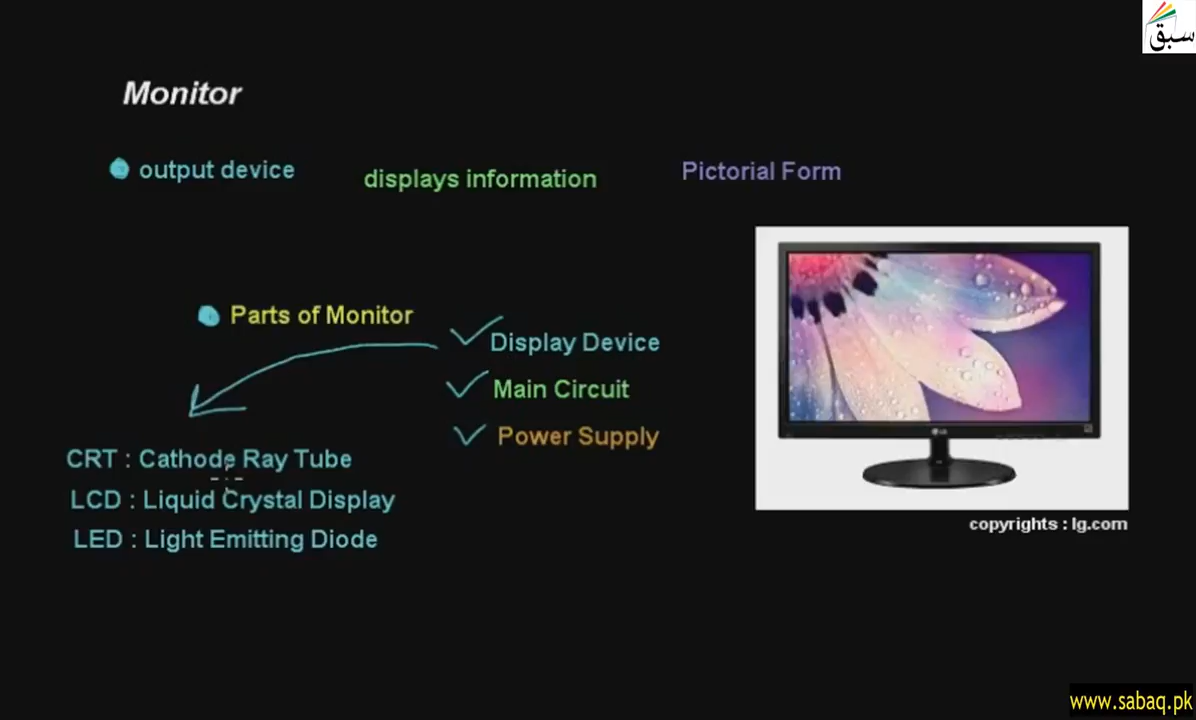 سبق
Monitor
output device
displays information
Pictorial Form
Parts of Monitor
Display Device
Main Circuit
Power Supply
CRT : Cathode Ray Tube
LCD : Liquid Crystal Display
LED : Light Emitting Diode
LG
copyrights : lg.com
www.sabaq.pk